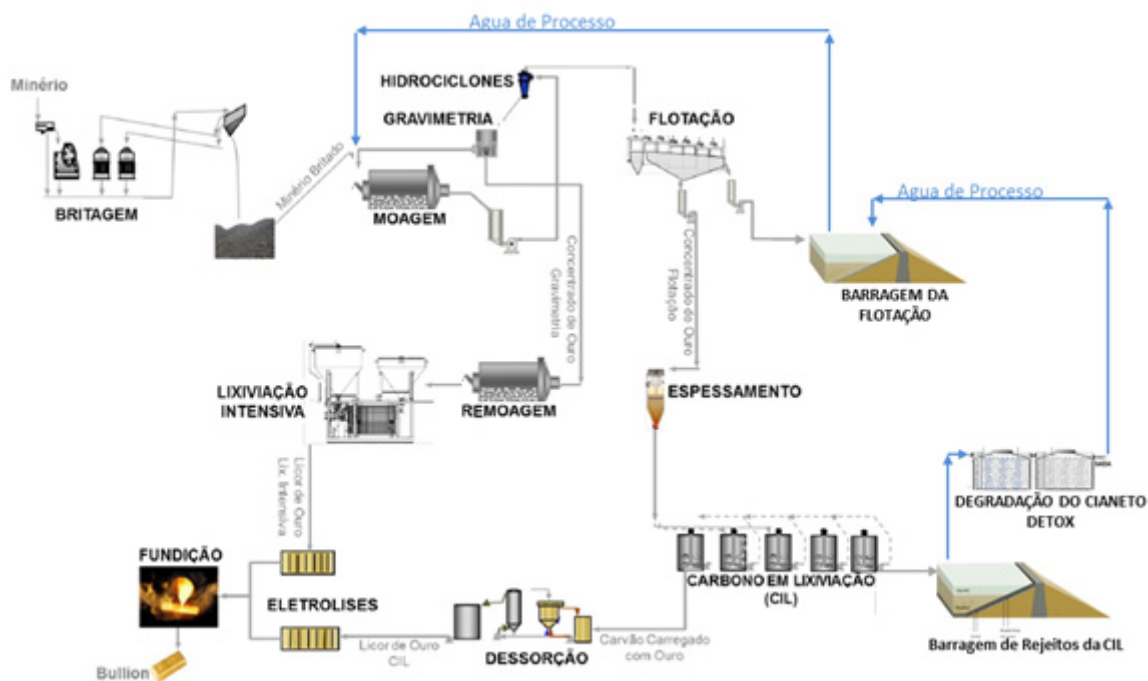 Agua de Processo
Minério
HIDROCICLONES
GRAVIMETRIA
FLOTAÇÃO
Minério Britado
BRITAGEM
MOAGEM
Agua de Processo
Concentrado de Ouro
Gravimetria
Concentrado de Ouro
Flotação
BARRAGEM DA
FLOTAÇÃO
LIXIVIAÇÃO
INTENSIVA
REMOAGEM
ESPESSAMENTO
Licor de Ouro
Lix. Intensiva
DEGRADAÇÃO DO CIANETO
DETOX
FUNDIÇÃO
CARBONO EM LIXIVIAÇÃO
(CIL)
ELETROLISES
Licor de Ouro
CIL
DESSORÇÃO
Carvão Carregado
com Ouro
Barragem de Rejeitos da CIL
Bullion